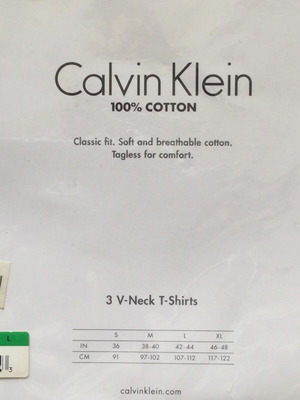 Calvin Klein
100% COTTON
Classic fit. Soft and breathable cotton.
Tagless for comfort.
3 V-Neck T-Shirts
S M L XL
IN 36 38-40 42-44 46-48
CM 91 97-102 107-112 117-122
L
3
calvinklein.com